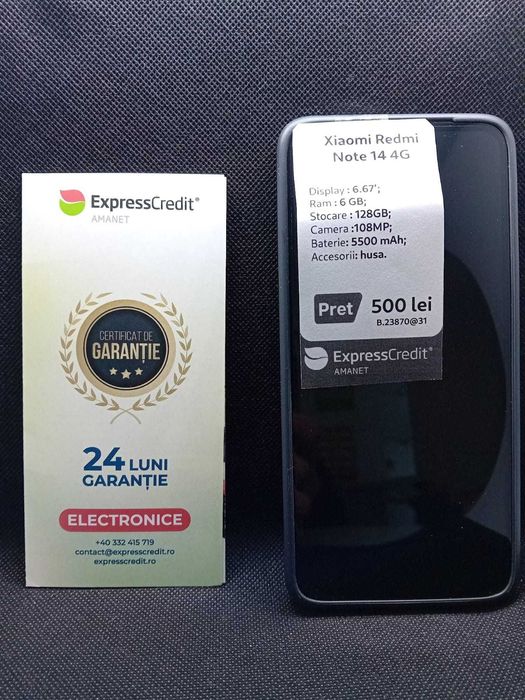 ExpressCredit®
AMANET
CERTIFICAT DE
GARANȚIE
24 LUNI
GARANȚIE
ELECTRONICE
+40 332 415 719
contact@expresscredit.ro
expresscredit.ro
Xiaomi Redmi
Note 14 4G
Display : 6.67';
Ram : 6 GB;
Stocare : 128GB;
Camera :108MP;
Baterie: 5500 mAh;
Accesorii: husa.
Pret 500 lei
B.23870@31
ExpressCredit®
AMANET